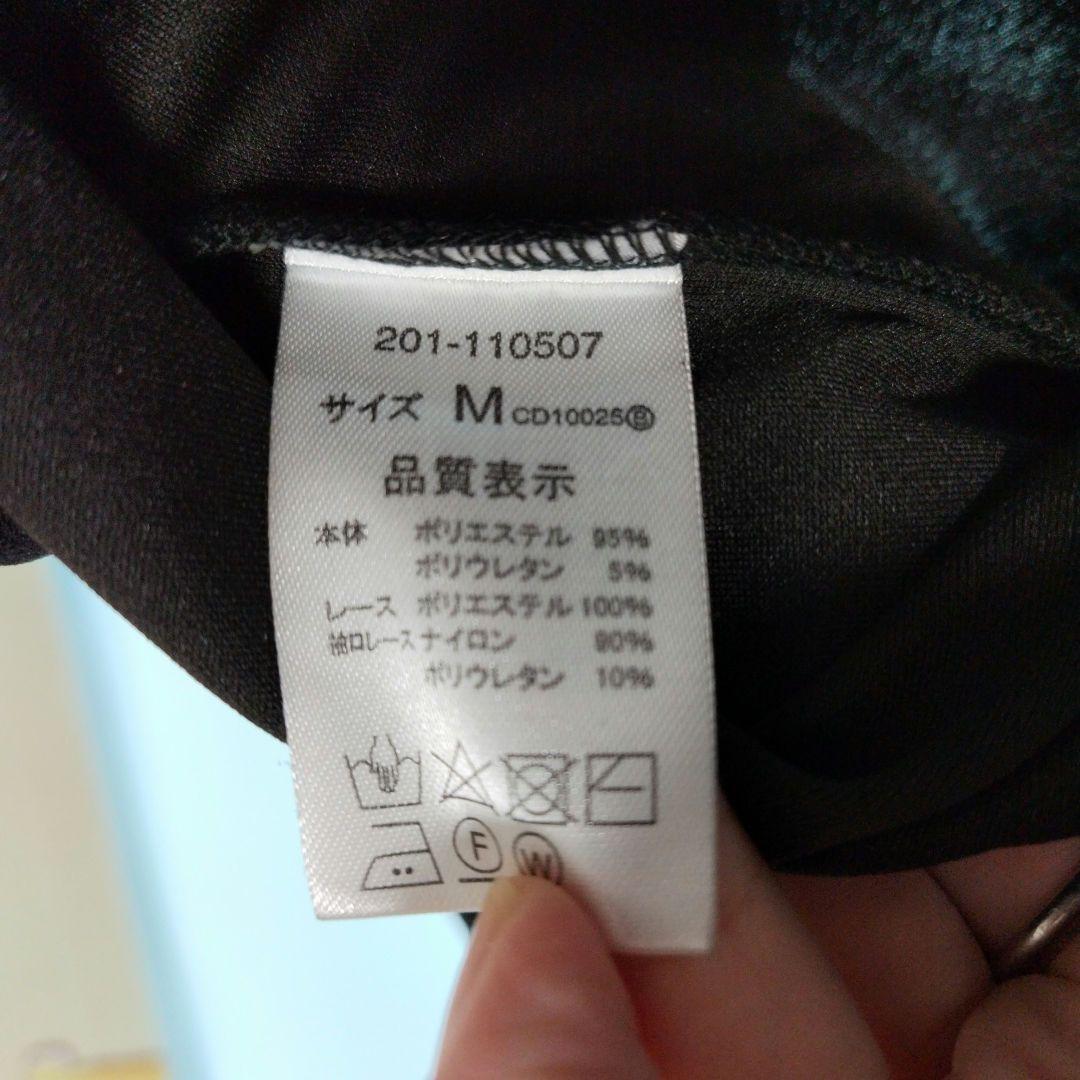 201-110507
サイズ M CD10025Ⓑ
品質表示
本体 ポリエステル 95%
ポリウレタン 5%
レース ポリエステル 100%
袖口レース ナイロン 90%
ポリウレタン 10%
F
W